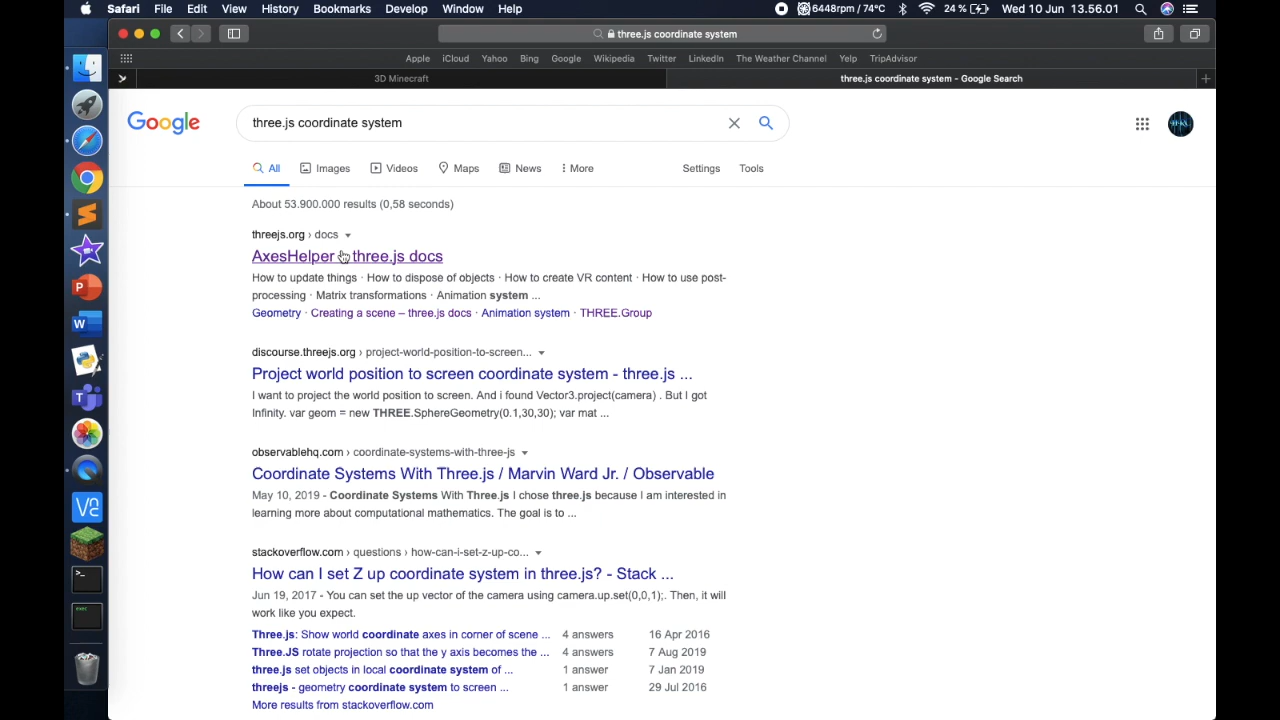 Safari File Edit View History Bookmarks Develop Window Help 6448rpm / 74°C 24 % Wed 10 Jun 13.56.01
three.js coordinate system
Apple iCloud Yahoo Bing Google Wikipedia Twitter LinkedIn The Weather Channel Yelp TripAdvisor
3D Minecraft three.js coordinate system - Google Search
Google three.js coordinate system
All Images Videos Maps News More Settings Tools
About 53.900.000 results (0,58 seconds)
threejs.org › docs
AxesHelper three.js docs
How to update things · How to dispose of objects · How to create VR content · How to use post-
processing · Matrix transformations · Animation system ...
Geometry · Creating a scene – three.js docs · Animation system · THREE.Group
discourse.threejs.org › project-world-position-to-screen...
Project world position to screen coordinate system - three.js ...
I want to project the world position to screen. And i found Vector3.project(camera) . But I got
Infinity. var geom = new THREE.SphereGeometry(0.1,30,30); var mat ...
observablehq.com › coordinate-systems-with-three-js
Coordinate Systems With Three.js / Marvin Ward Jr. / Observable
May 10, 2019 - Coordinate Systems With Three.js I chose three.js because I am interested in
learning more about computational mathematics. The goal is to ...
stackoverflow.com › questions › how-can-i-set-z-up-co...
How can I set Z up coordinate system in three.js? - Stack ...
Jun 19, 2017 - You can set the up vector of the camera using camera.up.set(0,0,1);. Then, it will
work like you expect.
Three.js: Show world coordinate axes in corner of scene ... 4 answers 16 Apr 2016
Three.JS rotate projection so that the y axis becomes the ... 4 answers 7 Aug 2019
three.js set objects in local coordinate system of ... 1 answer 7 Jan 2019
threejs - geometry coordinate system to screen ... 1 answer 29 Jul 2016
More results from stackoverflow.com